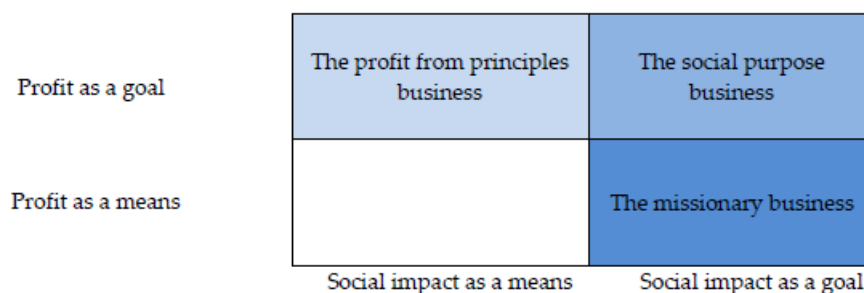 Profit as a goal
The profit from principles
business
The social purpose
business
Profit as a means
The missionary business
Social impact as a means
Social impact as a goal